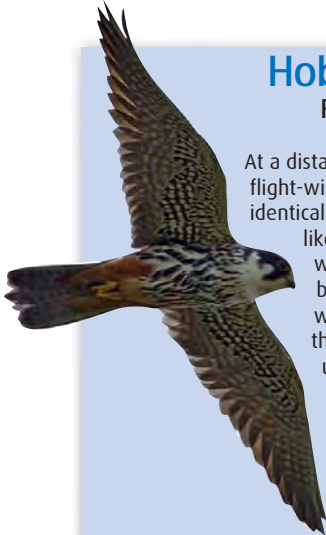 Hob
F
At a dista
flight-wi
identical,
like
w
b
w
th
u